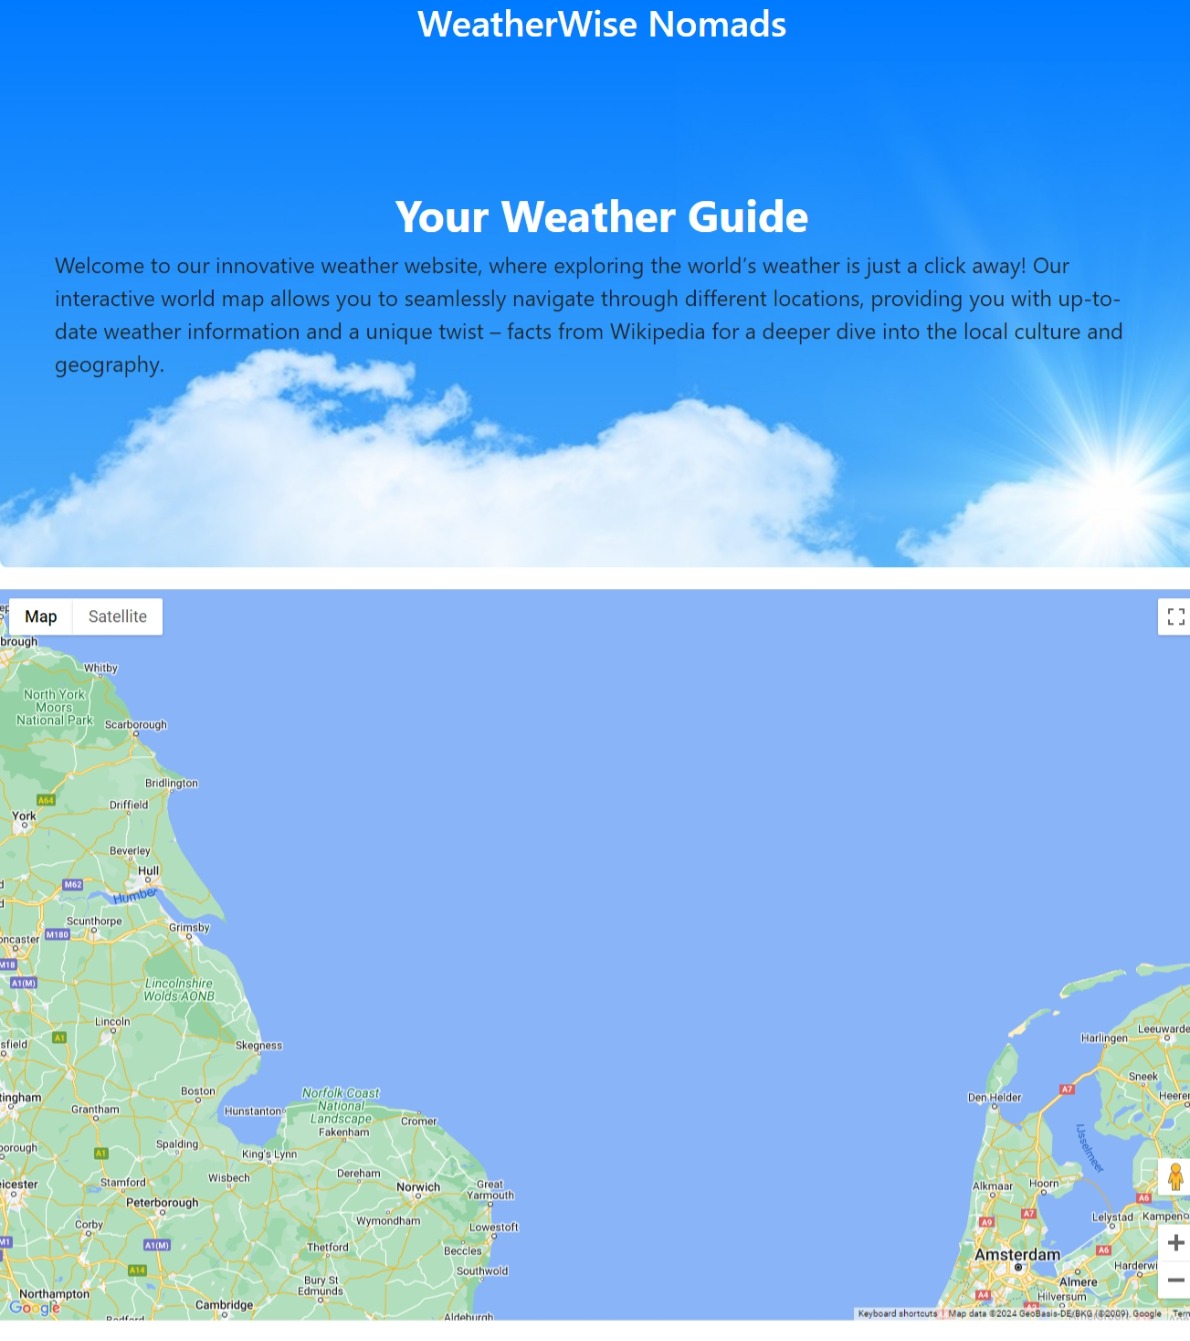 WeatherWise Nomads
Your Weather Guide
Welcome to our innovative weather website, where exploring the world's weather is just a click away! Our
interactive world map allows you to seamlessly navigate through different locations, providing you with up-to-
date weather information and a unique twist – facts from Wikipedia for a deeper dive into the local culture and
geography.
Map
Satellite
brough
Whitby
North York
Moors
National Park
Scarborough
Bridlington
A64
Driffield
York
Beverley
Hull
M62
Humber
Scunthorpe
Grimsby
M180
oncaster
M18
A1(M)
Lincolnshire
Wolds AONB
Lincoln
Harlingen
Leeuwarde
A1
sfield
Skegness
Sneek
A7
Boston
Norfolk Coast
National
Landscape
Den Helder
Heeren
tingham
Grantham
Hunstanton
Cromer
Fakenham
IJsselmeer
borough
A1
Spalding
King's Lynn
Dereham
eicester
Stamford
Wisbech
Norwich
Great
Yarmouth
Alkmaar
Hoorn
A6
Peterborough
Wymondham
Lowestoft
A7
Lelystad
Kampen
Corby
A9
M1
A1(M)
Thetford
Beccles
A6
Amsterdam
A14
Southwold
Harderwi
Bury St
Edmunds
Almere
Northampton
A4
Hilversum
Google
Cambridge
Bedford
Aldeburgh
Keyboard shortcuts
Map data ©2024 GeoBasis-DE/BKG (©2009), Google
Tern